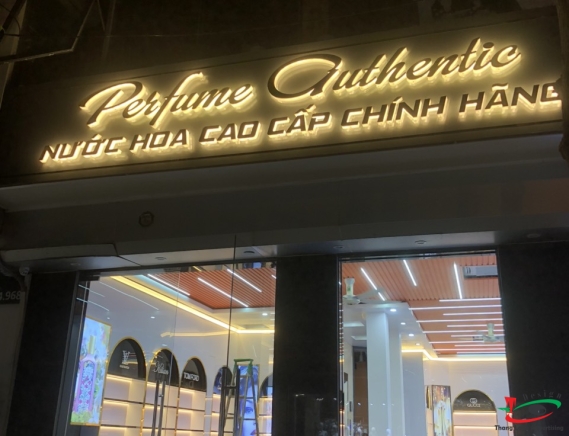 Perfume Authentic
NƯỚC HOA CAO CẤP CHÍNH HÃNG